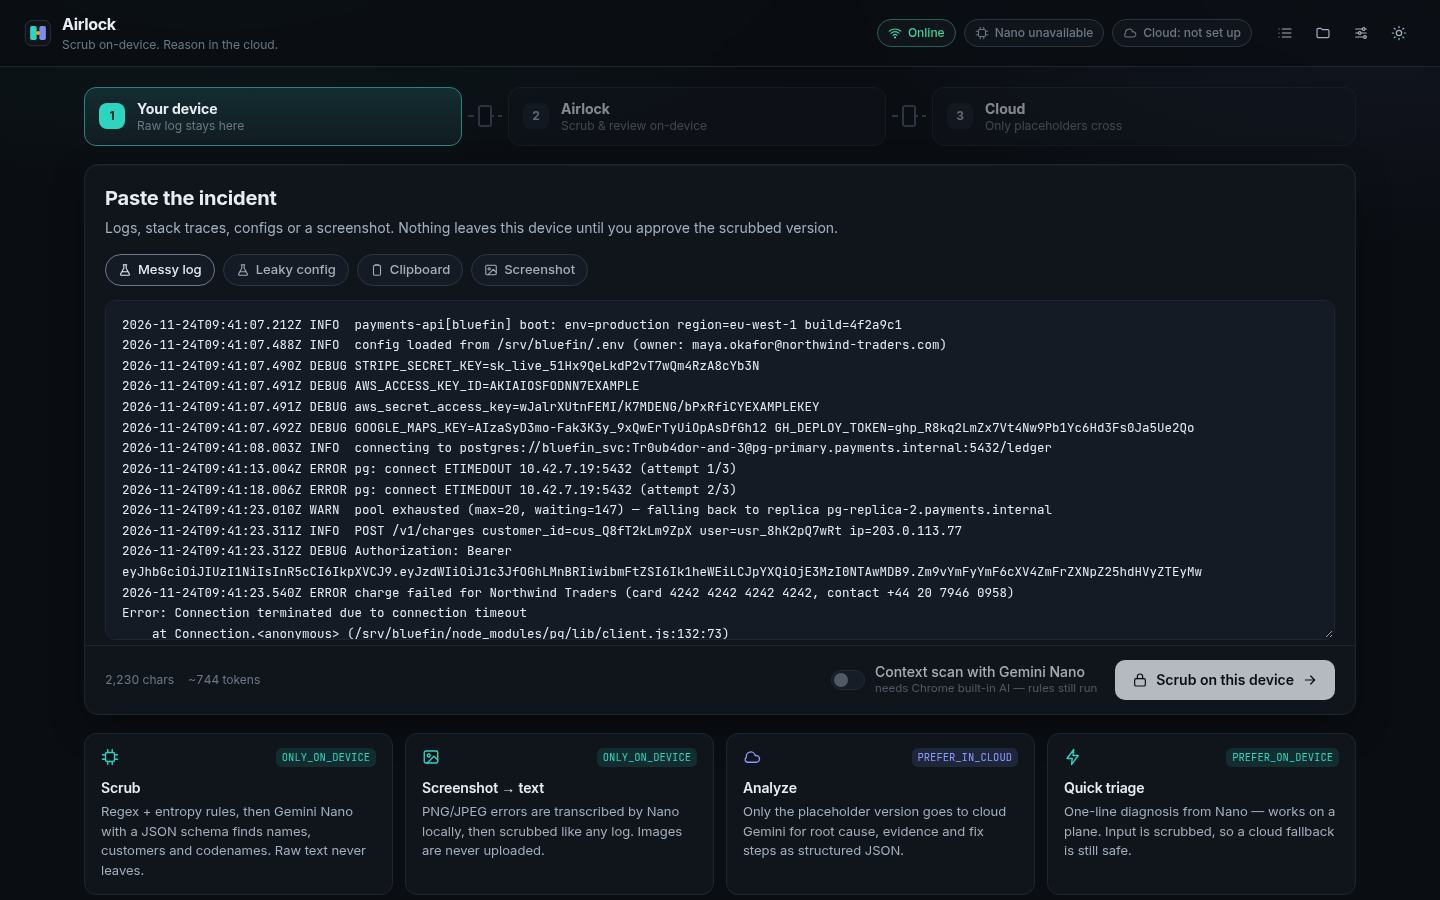 Airlock
Scrub on-device. Reason in the cloud.
Online
Nano unavailable
Cloud: not set up
1
Your device
Raw log stays here
2
Airlock
Scrub & review on-device
3
Cloud
Only placeholders cross
Paste the incident
Logs, stack traces, configs or a screenshot. Nothing leaves this device until you approve the scrubbed version.
Messy log
Leaky config
Clipboard
Screenshot
2026-11-24T09:41:07.212Z INFO  payments-api[bluefin] boot: env=production region=eu-west-1 build=4f2a9c1
2026-11-24T09:41:07.488Z INFO  config loaded from /srv/bluefin/.env (owner: maya.okafor@northwind-traders.com)
2026-11-24T09:41:07.490Z DEBUG STRIPE_SECRET_KEY=sk_live_51Hx9QeLkdP2vT7wQm4RzA8cYb3N
2026-11-24T09:41:07.491Z DEBUG AWS_ACCESS_KEY_ID=AKIAIOSFODNN7EXAMPLE
2026-11-24T09:41:07.491Z DEBUG aws_secret_access_key=wJalrXUtnFEMI/K7MDENG/bPxRfiCYEXAMPLEKEY
2026-11-24T09:41:07.492Z DEBUG GOOGLE_MAPS_KEY=AIzaSyD3mo-Fak3K3y_9xQwErTyUiOpAsDfGh12 GH_DEPLOY_TOKEN=ghp_R8kq2LmZx7Vt4Nw9Pb1Yc6Hd3Fs0Ja5Ue2Qo
2026-11-24T09:41:08.003Z INFO  connecting to postgres://bluefin_svc:Tr0ub4dor-and-3@pg-primary.payments.internal:5432/ledger
2026-11-24T09:41:13.004Z ERROR pg: connect ETIMEDOUT 10.42.7.19:5432 (attempt 1/3)
2026-11-24T09:41:18.006Z ERROR pg: connect ETIMEDOUT 10.42.7.19:5432 (attempt 2/3)
2026-11-24T09:41:23.010Z WARN  pool exhausted (max=20, waiting=147) — falling back to replica pg-replica-2.payments.internal
2026-11-24T09:41:23.311Z INFO  POST /v1/charges customer_id=cus_Q8fT2kLm9ZpX user=usr_8hK2pQ7wRt ip=203.0.113.77
2026-11-24T09:41:23.312Z DEBUG Authorization: Bearer
eyJhbGciOiJIUzI1NiIsInR5cCI6IkpXVCJ9.eyJzdWIiOiJ1c3JfOGhLMnBRIiwibmFtZSI6Ik1heWEiLCJpYXQiOjE3MzI0NTAwMDB9.Zm9vYmFyYmF6cXV4ZmFrZXNpZ25hdHVyZTEyMw
2026-11-24T09:41:23.540Z ERROR charge failed for Northwind Traders (card 4242 4242 4242 4242, contact +44 20 7946 0958)
Error: Connection terminated due to connection timeout
    at Connection.<anonymous> (/srv/bluefin/node_modules/pg/lib/client.js:132:73)
2,230 chars
~744 tokens
Context scan with Gemini Nano
needs Chrome built-in AI — rules still run
Scrub on this device →
ONLY_ON_DEVICE
Scrub
Regex + entropy rules, then Gemini Nano
with a JSON schema finds names,
customers and codenames. Raw text never
leaves.
ONLY_ON_DEVICE
Screenshot → text
PNG/JPEG errors are transcribed by Nano
locally, then scrubbed like any log. Images
are never uploaded.
PREFER_IN_CLOUD
Analyze
Only the placeholder version goes to cloud
Gemini for root cause, evidence and fix
steps as structured JSON.
PREFER_ON_DEVICE
Quick triage
One-line diagnosis from Nano — works on a
plane. Input is scrubbed, so a cloud fallback
is still safe.